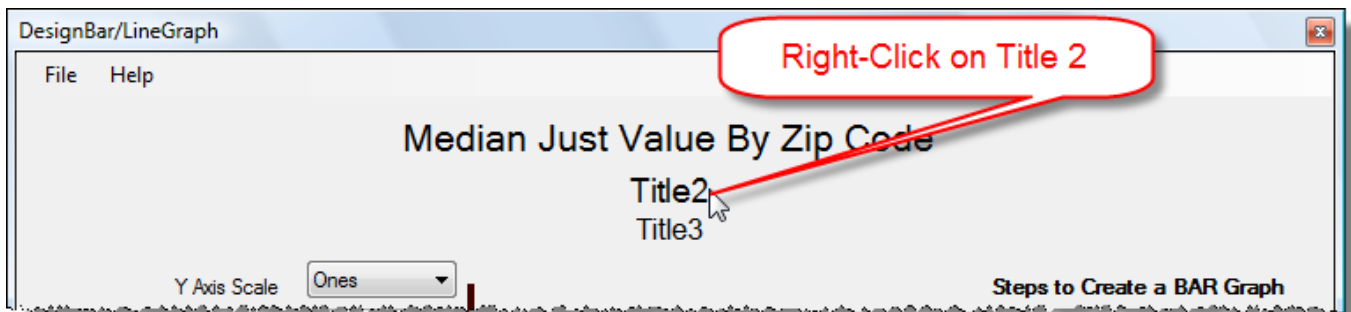 DesignBar/LineGraph
File Help
Right-Click on Title 2
Median Just Value By Zip Code
Title2
Title3
Y Axis Scale Ones
Steps to Create a BAR Graph